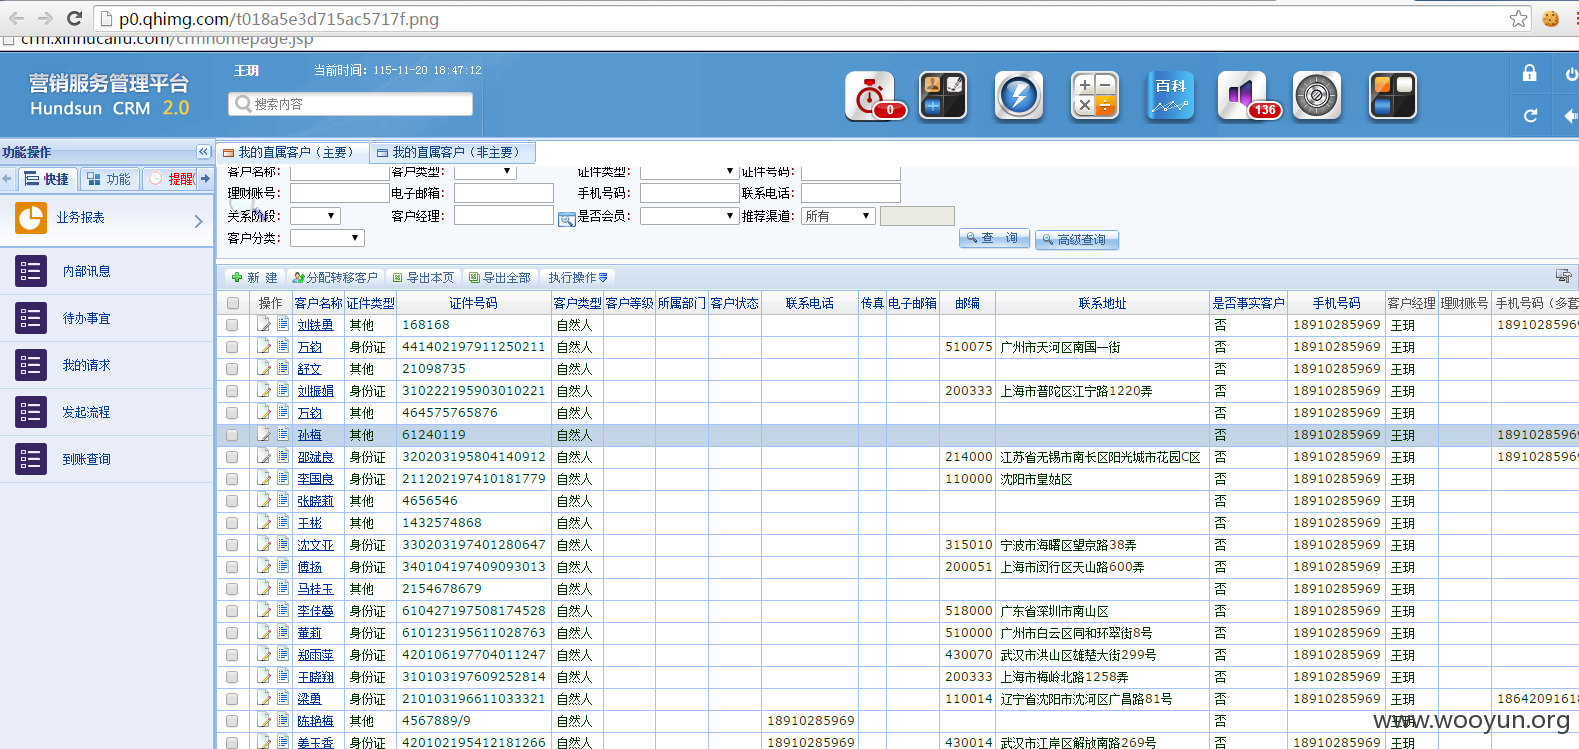 p0.qhimg.com/t018a5e3d715ac5717f.png
crm.xinhucaifu.com/crmhomepage.jsp
营销服务管理平台
Hundsun CRM 2.0
王玥 当前时间：115-11-20 18:47:12
搜索内容
0
百科
136
功能操作
快捷 功能 提醒(
业务报表
内部讯息
待办事宜
我的请求
发起流程
到账查询
我的直属客户（主要） 我的直属客户（非主要）
客户名称： 客户类型： 证件类型： 证件号码：
理财账号： 电子邮箱： 手机号码： 联系电话：
关系阶段： 客户经理： 是否会员： 推荐渠道： 所有
客户分类： 查 询 高级查询
新 建 分配转移客户 导出本页 导出全部 执行操作
操作 客户名称 证件类型 证件号码 客户类型 客户等级 所属部门 客户状态 联系电话 传真 电子邮箱 邮编 联系地址 是否事实客户 手机号码 客户经理 理财账号 手机号码（多套
刘铁勇 其他 168168 自然人 否 18910285969 王玥 1891028596
万钧 身份证 441402197911250211 自然人 510075 广州市天河区南国一街 否 18910285969 王玥
舒文 其他 21098735 自然人 否 18910285969 王玥
刘振娟 身份证 310222195903010221 自然人 200333 上海市普陀区江宁路1220弄 否 18910285969 王玥
万钧 其他 464575765876 自然人 否 18910285969 王玥
孙梅 其他 61240119 自然人 否 18910285969 王玥 1891028596
邵斌良 身份证 320203195804140912 自然人 214000 江苏省无锡市南长区阳光城市花园C区 否 18910285969 王玥 1891028596
李国良 身份证 211202197410181779 自然人 110000 沈阳市皇姑区 否 18910285969 王玥
张晓莉 其他 4656546 自然人 否 18910285969 王玥
王彬 其他 1432574868 自然人 否 18910285969 王玥
沈文亚 身份证 330203197401280647 自然人 315010 宁波市海曙区望京路38弄 否 18910285969 王玥
傅扬 身份证 340104197409093013 自然人 200051 上海市闵行区天山路600弄 否 18910285969 王玥
马桂玉 其他 2154678679 自然人 否 18910285969 王玥
李佳蔓 身份证 610427197508174528 自然人 518000 广东省深圳市南山区 否 18910285969 王玥
董莉 身份证 610123195611028763 自然人 510000 广州市白云区同和环翠街8号 否 18910285969 王玥
郑雨萍 身份证 420106197704011247 自然人 430070 武汉市洪山区雄楚大街299号 否 18910285969 王玥
王晓翔 身份证 310103197609252814 自然人 200333 上海市梅岭北路1258弄 否 18910285969 王玥
梁勇 身份证 210103196611033321 自然人 110014 辽宁省沈阳市沈河区广昌路81号 否 18910285969 王玥 1864209161
陈艳梅 其他 4567889/9 自然人 18910285969 否 18910285969 王玥
姜玉香 身份证 420102195412181266 自然人 18910285969 430014 武汉市江岸区解放南路269号 否 18910285969 王玥
www.wooyun.org